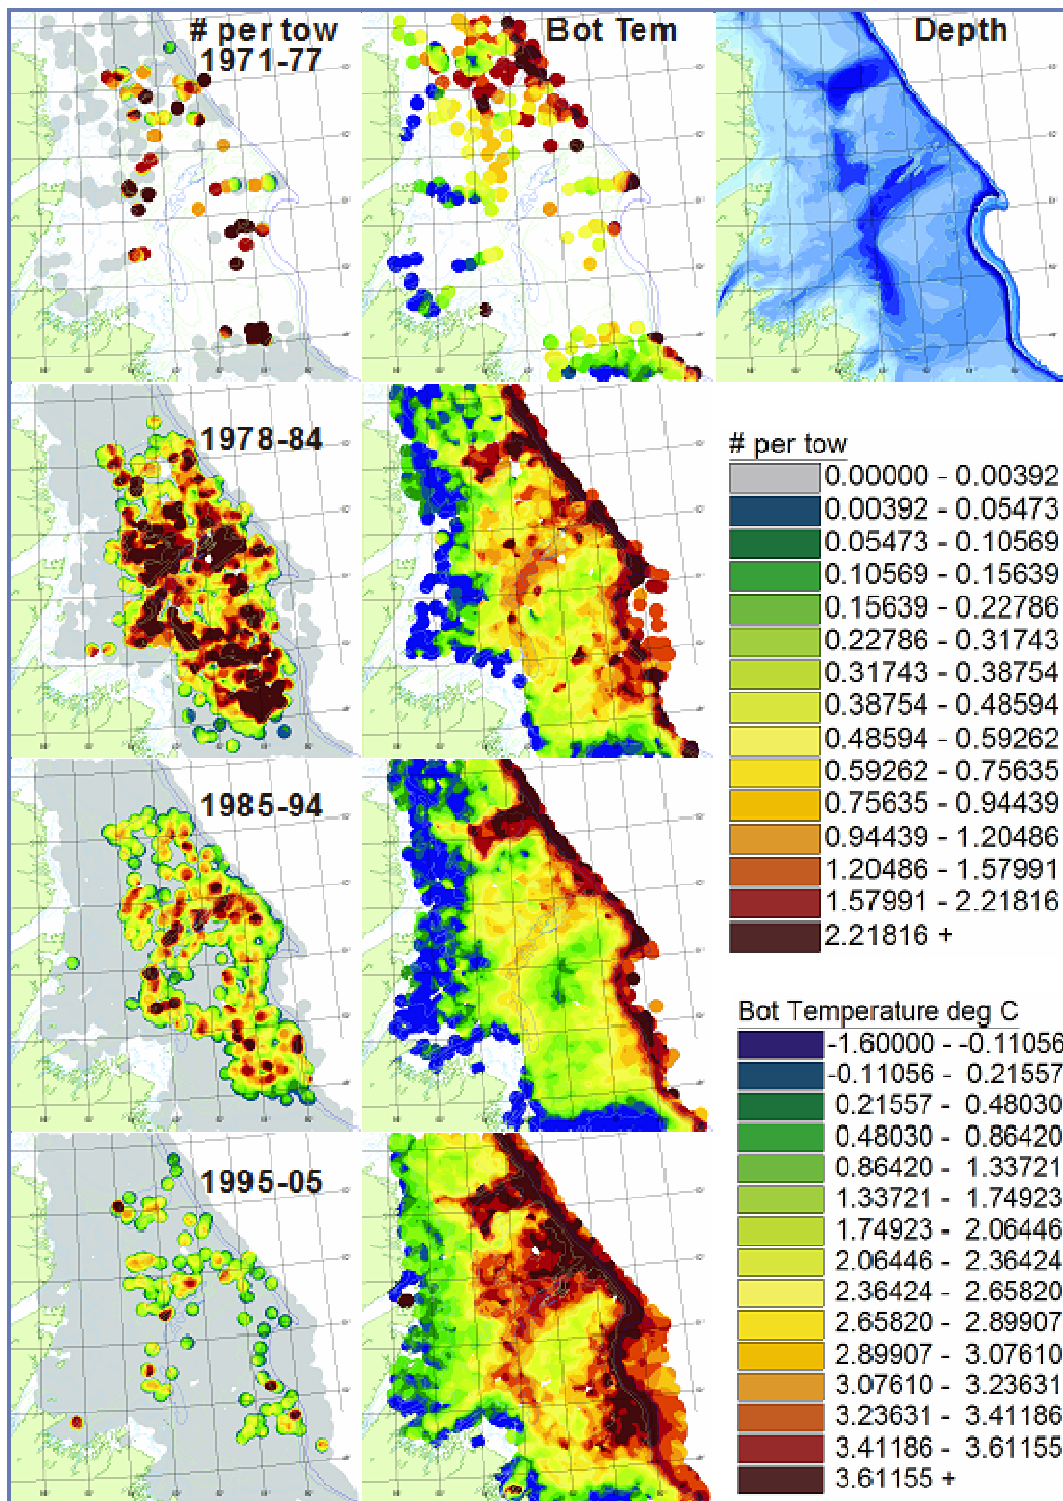 # per tow
1971-77
Bot Tem
Depth
1978-84
1985-94
1995-05
# per tow
0.00000 - 0.00392
0.00392 - 0.05473
0.05473 - 0.10569
0.10569 - 0.15639
0.15639 - 0.22786
0.22786 - 0.31743
0.31743 - 0.38754
0.38754 - 0.48594
0.48594 - 0.59262
0.59262 - 0.75635
0.75635 - 0.94439
0.94439 - 1.20486
1.20486 - 1.57991
1.57991 - 2.21816
2.21816 +
Bot Temperature deg C
-1.60000 - -0.11056
-0.11056 - 0.21557
0.21557 - 0.48030
0.48030 - 0.86420
0.86420 - 1.33721
1.33721 - 1.74923
1.74923 - 2.06446
2.06446 - 2.36424
2.36424 - 2.65820
2.65820 - 2.89907
2.89907 - 3.07610
3.07610 - 3.23631
3.23631 - 3.41186
3.41186 - 3.61155
3.61155 +